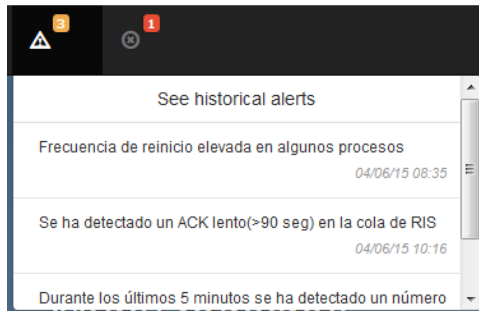 3
1
See historical alerts
Frecuencia de reinicio elevada en algunos procesos
04/06/15 08:35
Se ha detectado un ACK lento(>90 seg) en la cola de RIS
04/06/15 10:16
Durante los últimos 5 minutos se ha detectado un número